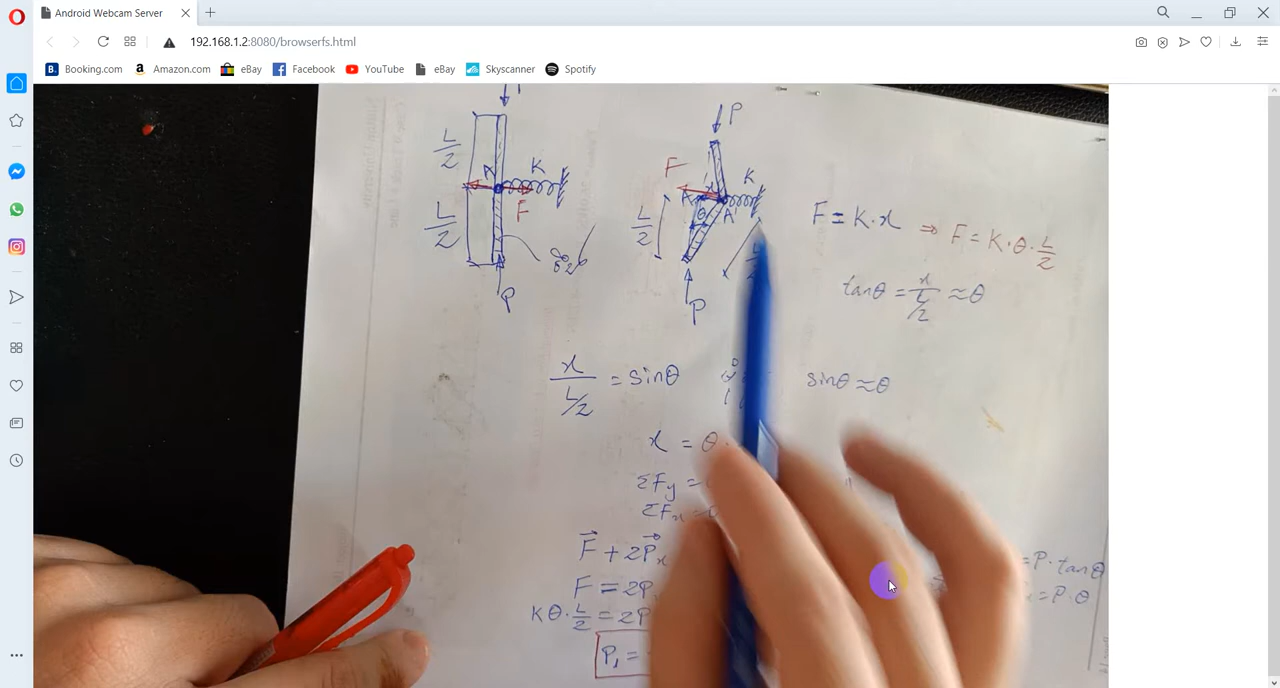 Android Webcam Server
192.168.1.2:8080/browserfs.html
Booking.com Amazon.com eBay Facebook YouTube eBay Skyscanner Spotify
L/2
L/2
A
K
F
P
P
F
K
A
A'
θ
L/2
P
F = K·x ⇒ F = K·θ·L/2
tanθ = x/(L/2) ≈ θ
x/(L/2) = sinθ
sinθ ≈ θ
x = θ
ΣFy =
ΣFx =
F⃗ + 2P⃗x
F = 2P
Kθ·L/2 = 2P
P₁ =
= P·tanθ
= P·θ